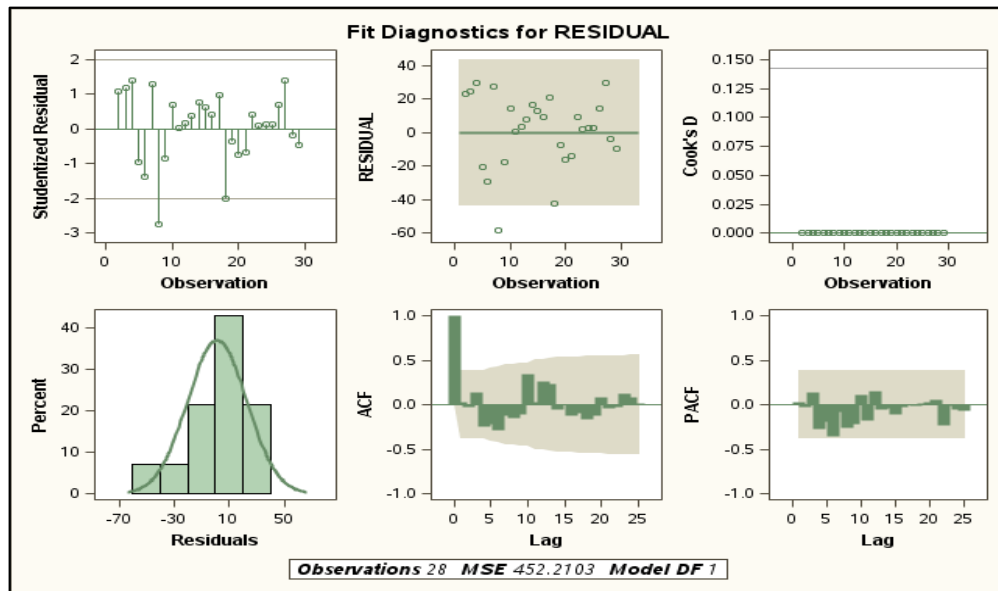 Fit Diagnostics for RESIDUAL
Studentized Residual
2
1
0
-1
-2
-3
0 10 20 30
Observation
RESIDUAL
40
20
0
-20
-40
-60
0 10 20 30
Observation
Cook's D
0.150
0.125
0.100
0.075
0.050
0.025
0.000
0 10 20 30
Observation
Percent
40
30
20
10
0
-70 -30 10 50
Residuals
ACF
1.0
0.5
0.0
-0.5
-1.0
0 5 10 15 20 25
Lag
PACF
1.0
0.5
0.0
-0.5
-1.0
0 5 10 15 20 25
Lag
Observations 28 MSE 452.2103 Model DF 1